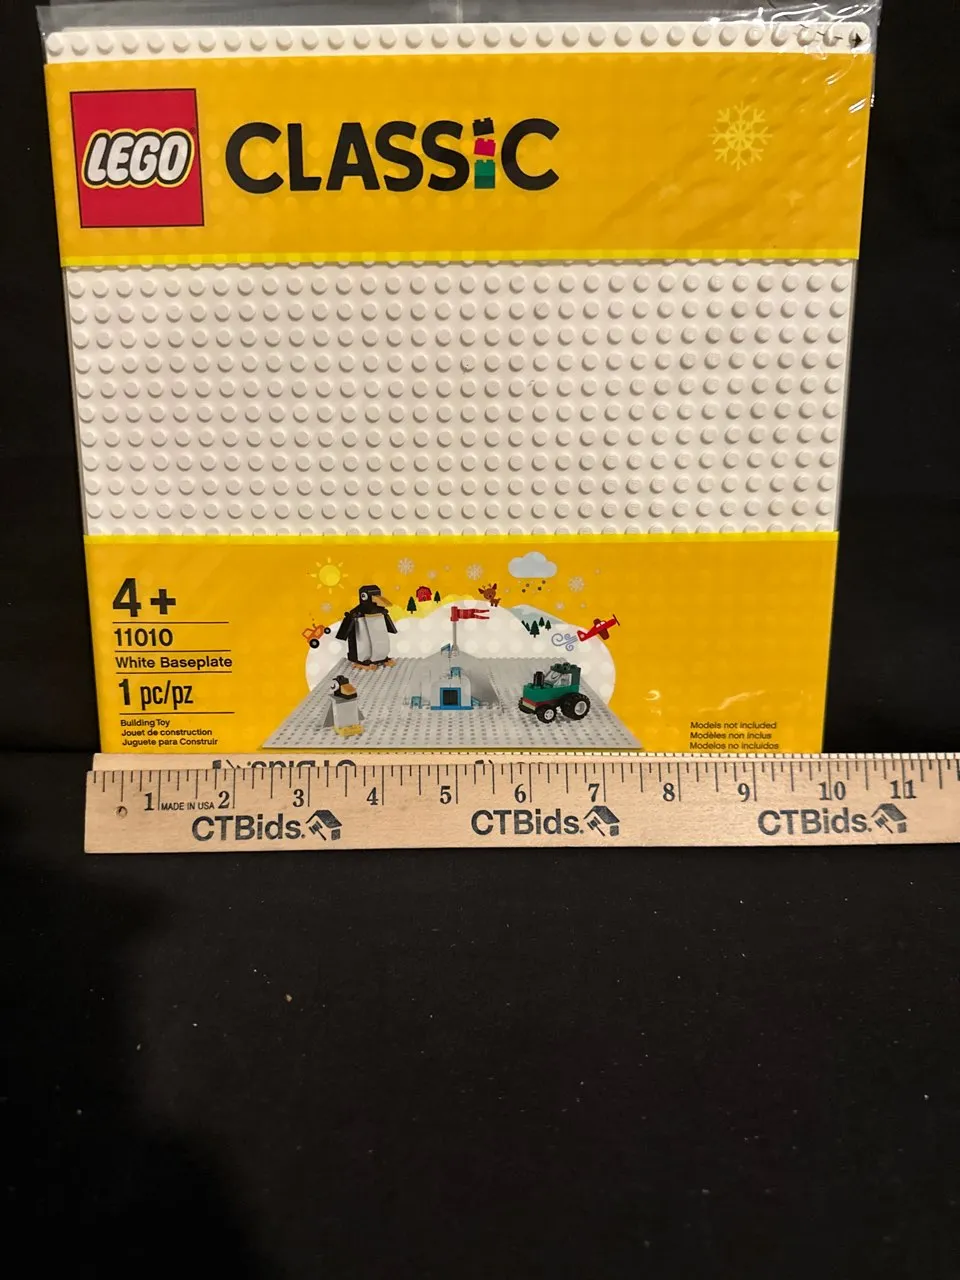 LEGO CLASSiC
4+
11010
White Baseplate
1 pc/pz
Building Toy
Jouet de construction
Juguete para Construir
Models not included
Modèles non inclus
Modelos no incluidos
1 MADE IN USA 2 3 4 5 6 7 8 9 10 11
CTBids. CTBids. CTBids.